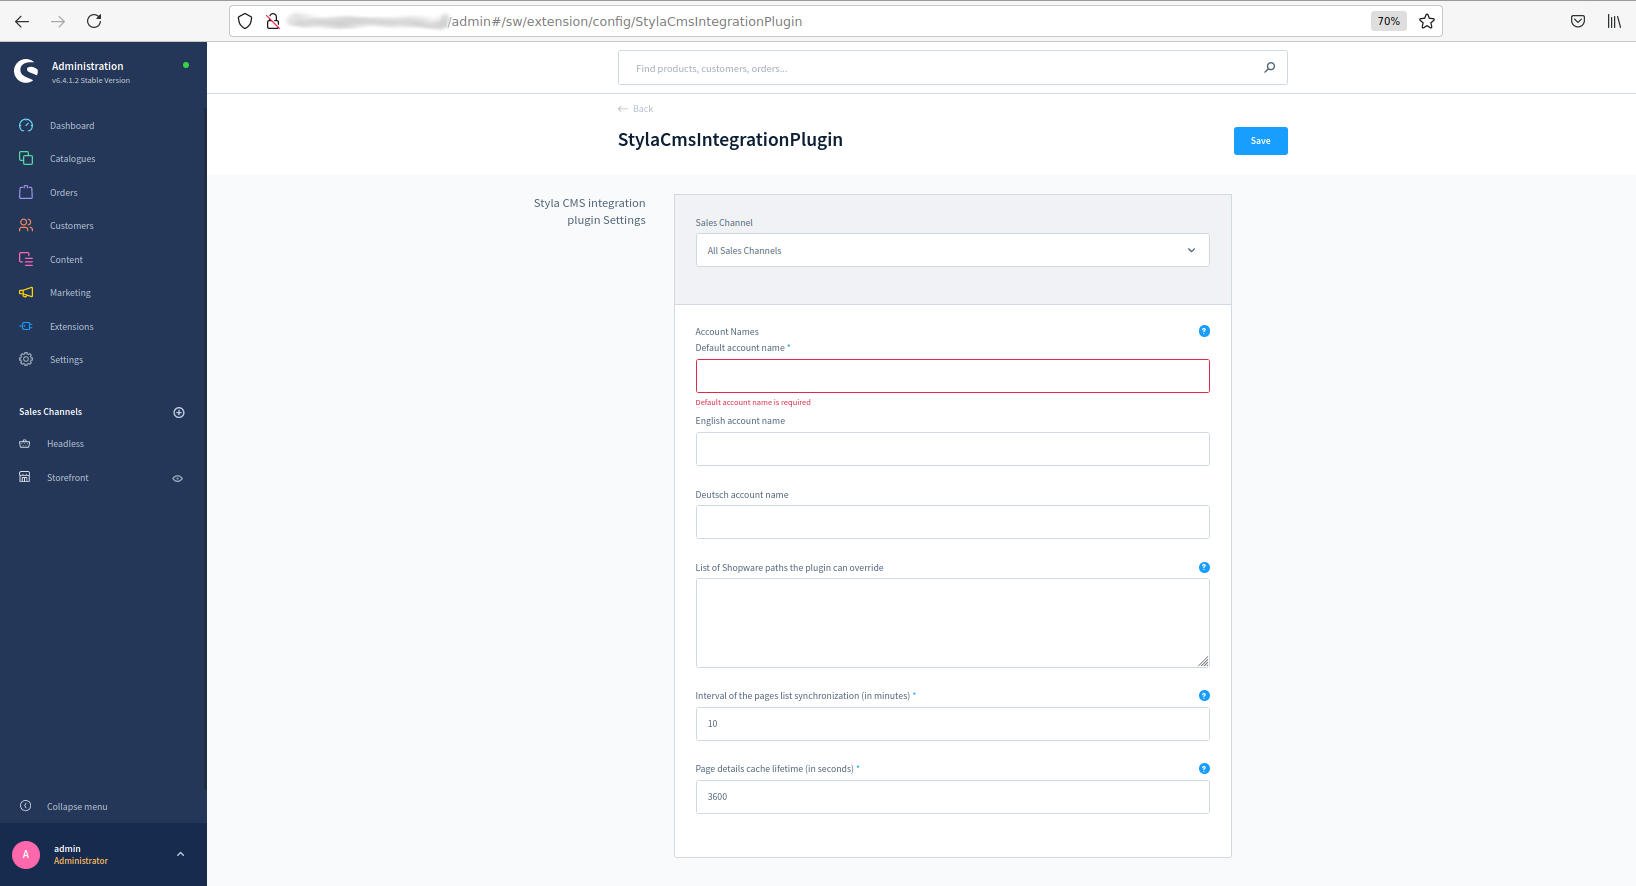 /admin#/sw/extension/config/StylaCmsIntegrationPlugin
70%
Administration
v6.4.1.2 Stable Version
Find products, customers, orders...
Back
StylaCmsIntegrationPlugin
Save
Dashboard
Catalogues
Orders
Customers
Content
Marketing
Extensions
Settings
Sales Channels
Headless
Storefront
Collapse menu
A
admin
Administrator
Styla CMS integration
plugin Settings
Sales Channel
All Sales Channels
Account Names
?
Default account name *
Default account name is required
English account name
Deutsch account name
List of Shopware paths the plugin can override
?
Interval of the pages list synchronization (in minutes) *
?
10
Page details cache lifetime (in seconds) *
?
3600